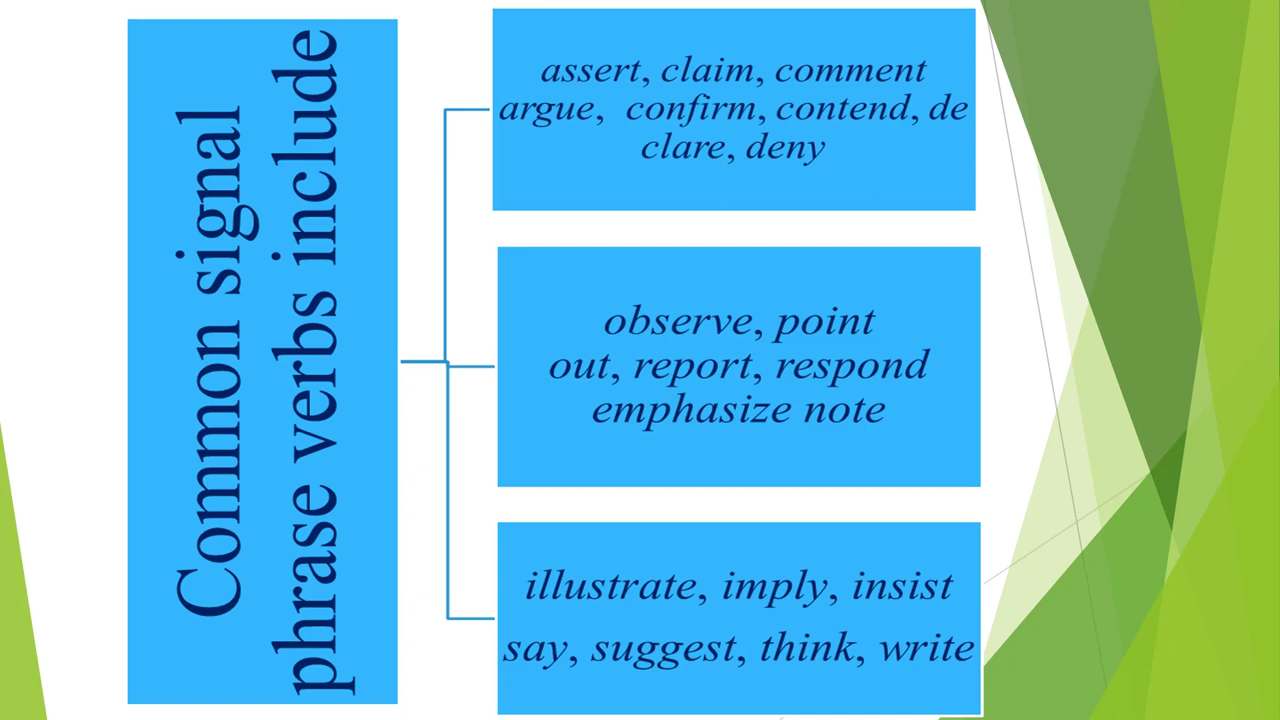 Common signal
phrase verbs include
assert, claim, comment
argue,  confirm, contend, de
clare, deny
observe, point
out, report, respond
emphasize note
illustrate, imply, insist
say, suggest, think, write